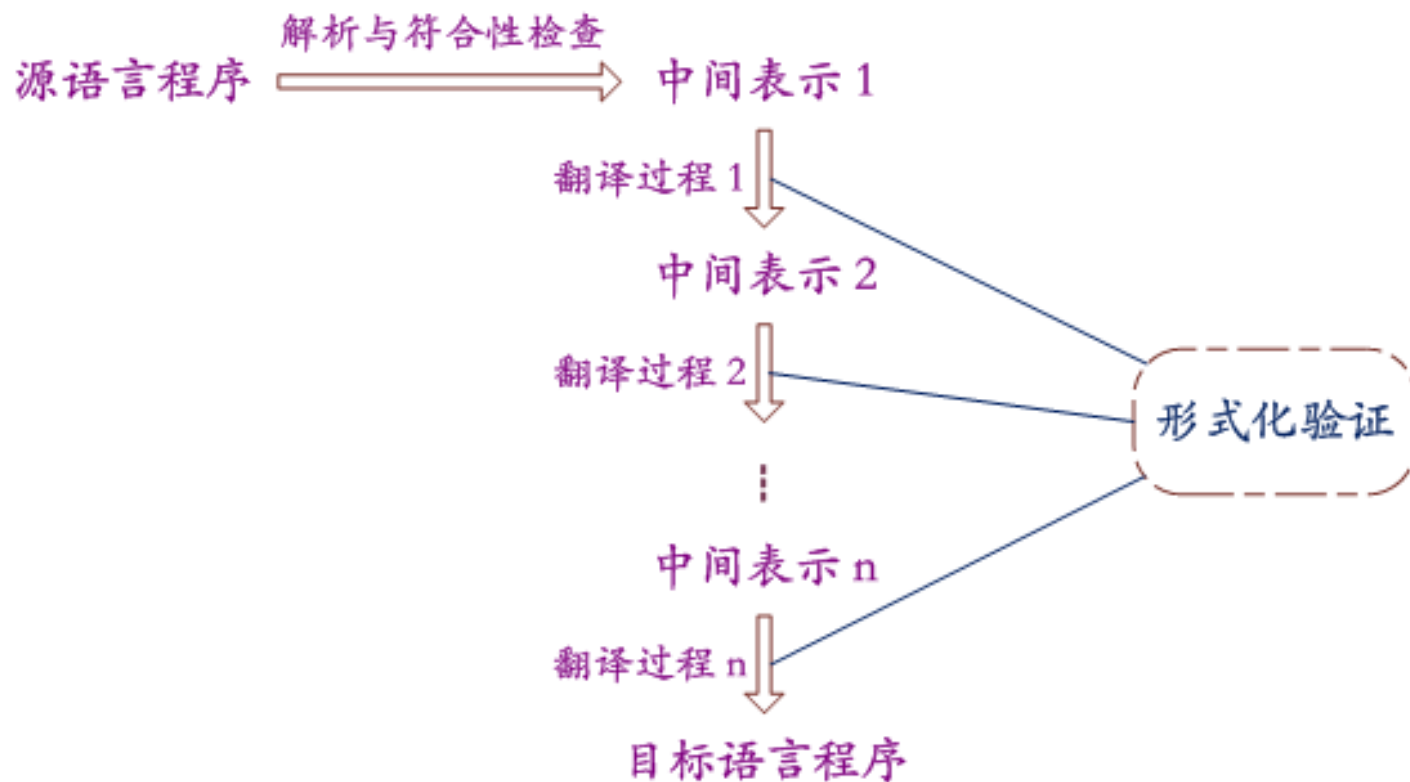 解析与符合性检查
源语言程序
中间表示 1
翻译过程 1
中间表示 2
翻译过程 2
形式化验证
中间表示 n
翻译过程 n
目标语言程序